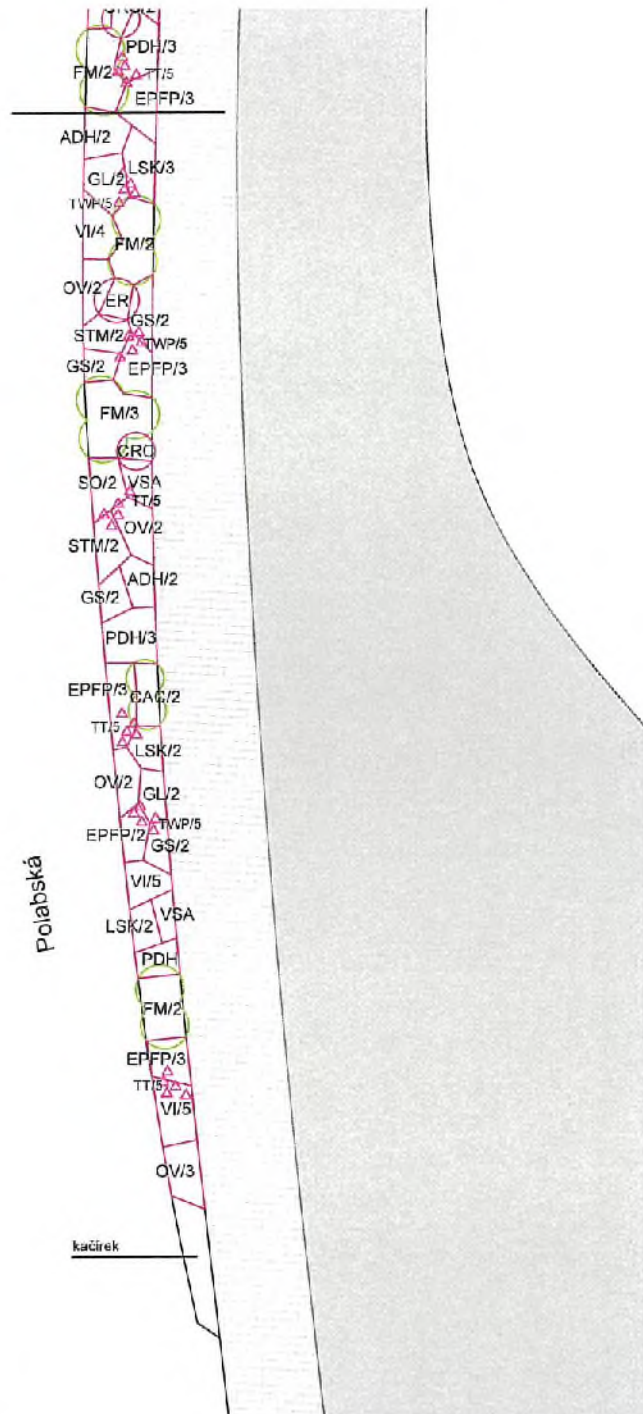 PDH/3
FM/2
TT/5
EPFP/3
ADH/2
LSK/3
GL/2
TWP/5
VI/4
FM/2
OV/2
ER
GS/2
STM/2
TWP/5
GS/2
EPFP/3
FM/3
CRC
SO/2
VSA
TT/5
OV/2
STM/2
ADH/2
GS/2
PDH/3
EPFP/3
CAC/2
TT/5
LSK/2
OV/2
GL/2
TWP/5
EPFP/2
GS/2
VI/5
VSA
LSK/2
PDH
FM/2
Polabská
EPFP/3
TT/5
VI/5
OV/3
kačírek